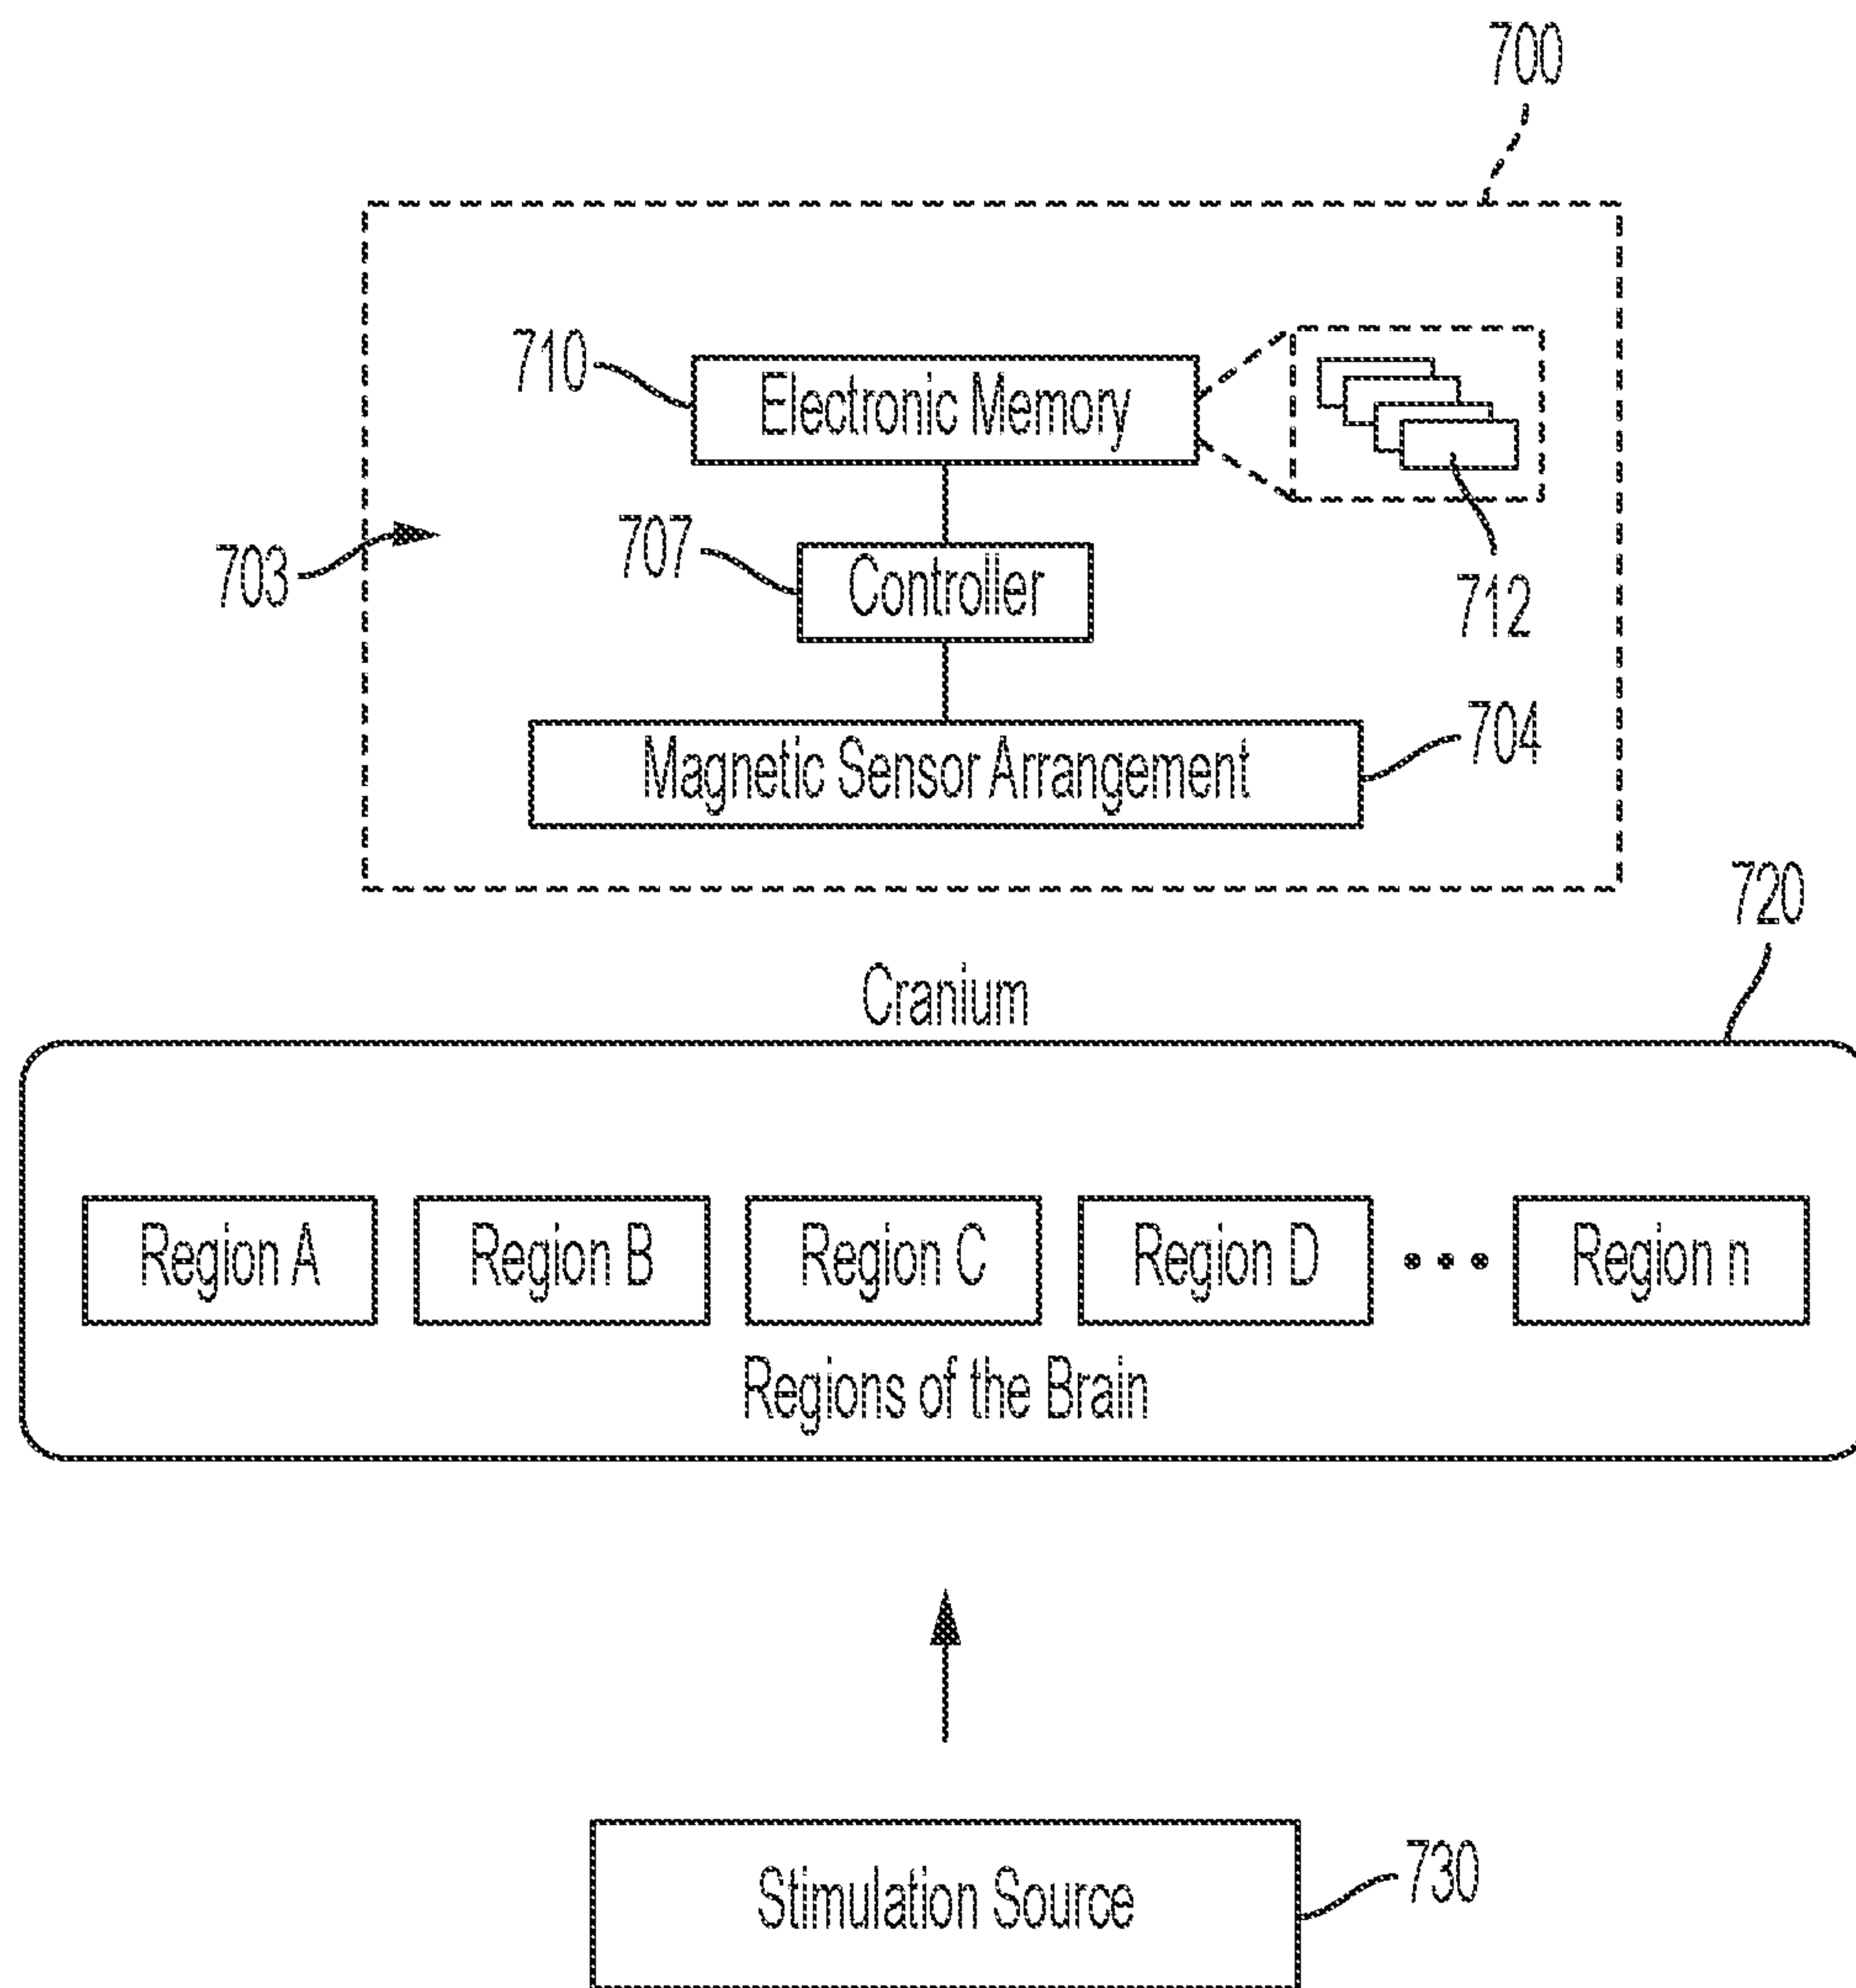 700
710
Electronic Memory
703
707
Controller
712
Magnetic Sensor Arrangement
704
720
Cranium
Region A
Region B
Region C
Region D
Region n
Regions of the Brain
Stimulation Source
730